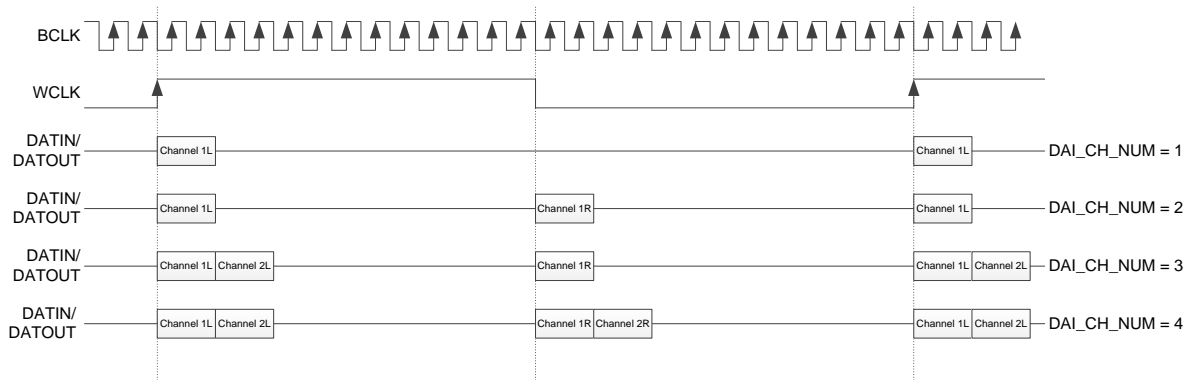 BCLK
WCLK
DATIN/
DATOUT
Channel 1L
Channel 1L
DAI_CH_NUM = 1
DATIN/
DATOUT
Channel 1L
Channel 1R
Channel 1L
DAI_CH_NUM = 2
DATIN/
DATOUT
Channel 1L
Channel 2L
Channel 1R
Channel 1L
Channel 2L
DAI_CH_NUM = 3
DATIN/
DATOUT
Channel 1L
Channel 2L
Channel 1R
Channel 2R
Channel 1L
Channel 2L
DAI_CH_NUM = 4